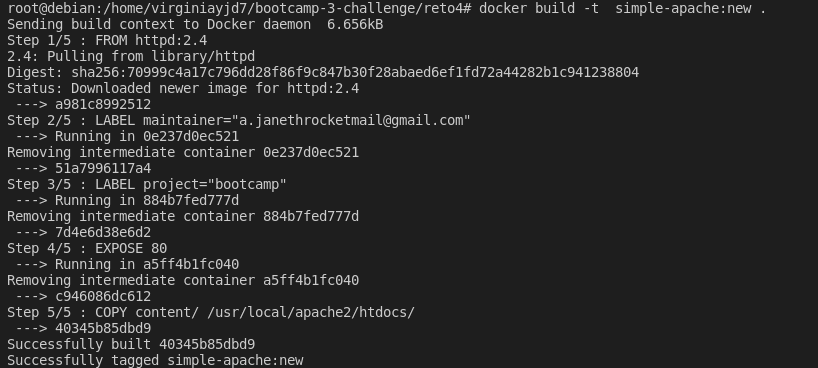 root@debian:/home/virginiayjd7/bootcamp-3-challenge/reto4# docker build -t  simple-apache:new .
Sending build context to Docker daemon  6.656kB
Step 1/5 : FROM httpd:2.4
2.4: Pulling from library/httpd
Digest: sha256:70999c4a17c796dd28f86f9c847b30f28abaed6ef1fd72a44282b1c941238804
Status: Downloaded newer image for httpd:2.4
 ---> a981c8992512
Step 2/5 : LABEL maintainer="a.janethrocketmail@gmail.com"
 ---> Running in 0e237d0ec521
Removing intermediate container 0e237d0ec521
 ---> 51a7996117a4
Step 3/5 : LABEL project="bootcamp"
 ---> Running in 884b7fed777d
Removing intermediate container 884b7fed777d
 ---> 7d4e6d38e6d2
Step 4/5 : EXPOSE 80
 ---> Running in a5ff4b1fc040
Removing intermediate container a5ff4b1fc040
 ---> c946086dc612
Step 5/5 : COPY content/ /usr/local/apache2/htdocs/
 ---> 40345b85dbd9
Successfully built 40345b85dbd9
Successfully tagged simple-apache:new